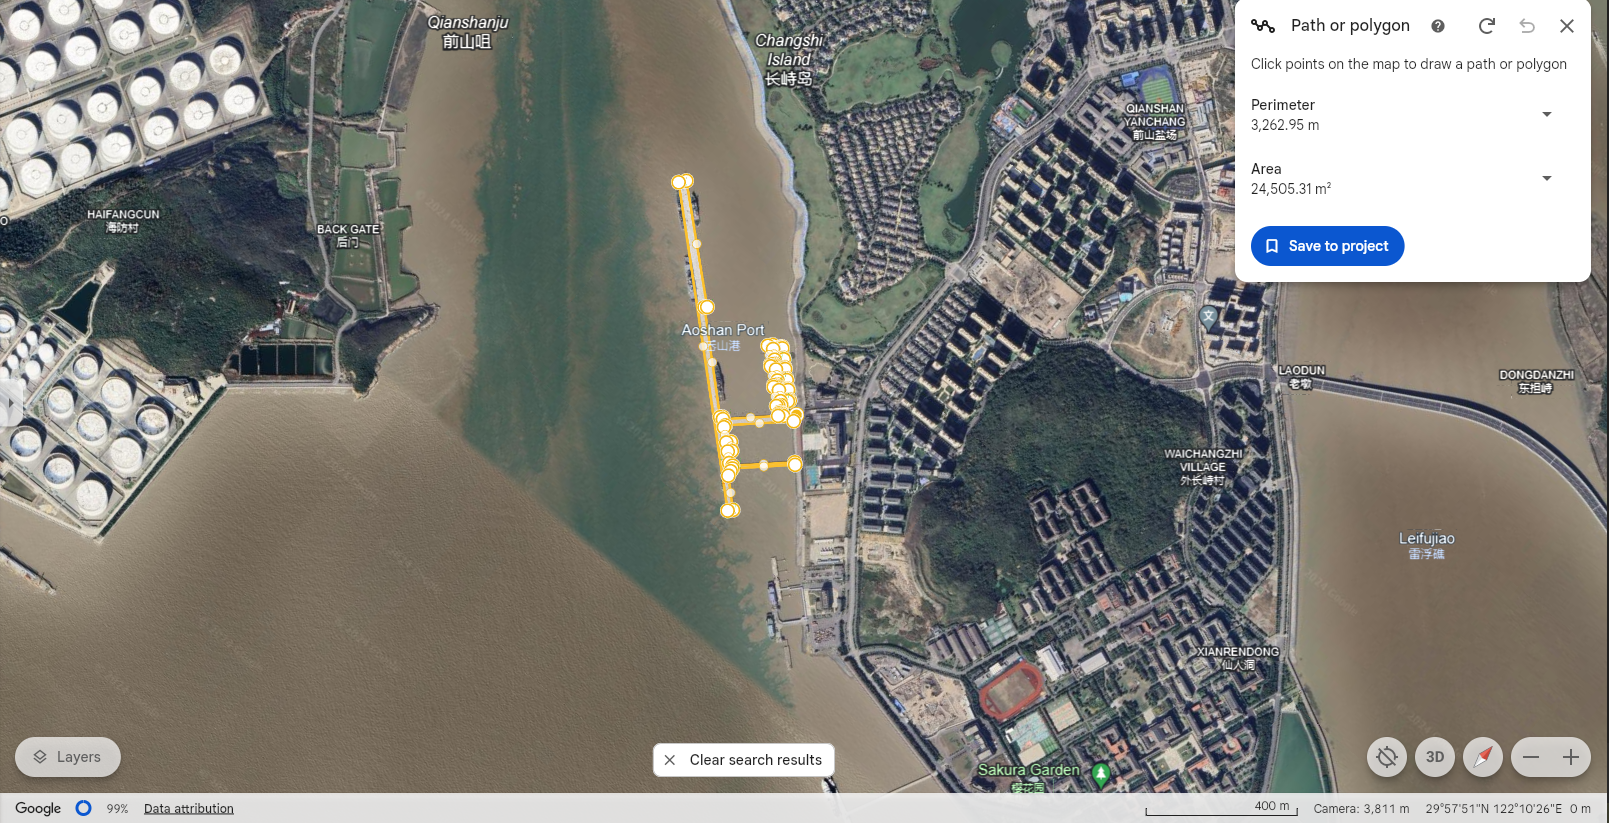 Qianshanju
前山咀
Changshi
Island
长峙岛
QIANSHAN
YANCHANG
前山盐场
Path or polygon
Click points on the map to draw a path or polygon
Perimeter
3,262.95 m
Area
24,505.31 m²
Save to project
HAIFANGCUN
海防村
BACK GATE
后门
O
Aoshan Port
岙山港
文
LAODUN
老墩
DONGDANZHI
东担峙
WAICHANGZHI
VILLAGE
外长峙村
Leifujiao
雷浮礁
XIANRENDONG
仙人洞
Sakura Garden
樱花园
Layers
Clear search results
3D
Google
99%
Data attribution
400 m
Camera: 3,811 m
29°57'51"N 122°10'26"E
0 m